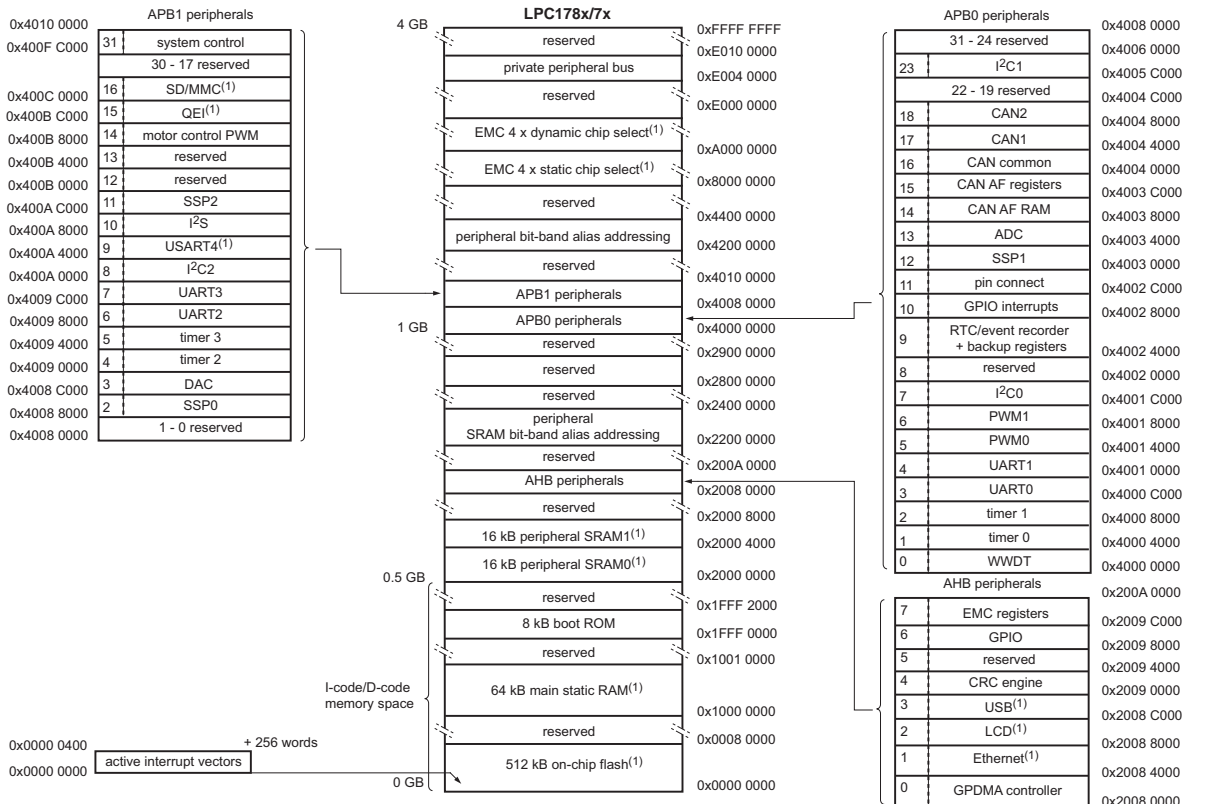 LPC178x/7x
APB1 peripherals
0x4010 0000
31 system control
0x400F C000
30 - 17 reserved
0x400C 0000
16 SD/MMC(1)
0x400B C000
15 QEI(1)
0x400B 8000
14 motor control PWM
0x400B 4000
13 reserved
0x400B 0000
12 reserved
0x400A C000
11 SSP2
0x400A 8000
10 I2S
0x400A 4000
9 USART4(1)
0x400A 0000
8 I2C2
0x4009 C000
7 UART3
0x4009 8000
6 UART2
0x4009 4000
5 timer 3
0x4009 0000
4 timer 2
0x4008 C000
3 DAC
0x4008 8000
2 SSP0
0x4008 0000
1 - 0 reserved
0x0000 0400
+ 256 words
active interrupt vectors
0x0000 0000
4 GB
0xFFFF FFFF
reserved
0xE010 0000
private peripheral bus
0xE004 0000
reserved
0xE000 0000
EMC 4 x dynamic chip select(1)
0xA000 0000
EMC 4 x static chip select(1)
0x8000 0000
reserved
0x4400 0000
peripheral bit-band alias addressing
0x4200 0000
reserved
0x4010 0000
APB1 peripherals
0x4008 0000
APB0 peripherals
1 GB
0x4000 0000
reserved
0x2900 0000
reserved
0x2800 0000
reserved
0x2400 0000
peripheral
SRAM bit-band alias addressing
0x2200 0000
reserved
0x200A 0000
AHB peripherals
0x2008 0000
reserved
0x2000 8000
16 kB peripheral SRAM1(1)
0x2000 4000
16 kB peripheral SRAM0(1)
0.5 GB
0x2000 0000
reserved
0x1FFF 2000
8 kB boot ROM
0x1FFF 0000
reserved
0x1001 0000
I-code/D-code
memory space
64 kB main static RAM(1)
0x1000 0000
reserved
0x0008 0000
512 kB on-chip flash(1)
0 GB
0x0000 0000
APB0 peripherals
0x4008 0000
31 - 24 reserved
0x4006 0000
23 I2C1
0x4005 C000
22 - 19 reserved
0x4004 C000
18 CAN2
0x4004 8000
17 CAN1
0x4004 4000
16 CAN common
0x4004 0000
15 CAN AF registers
0x4003 C000
14 CAN AF RAM
0x4003 8000
13 ADC
0x4003 4000
12 SSP1
0x4003 0000
11 pin connect
0x4002 C000
10 GPIO interrupts
0x4002 8000
9 RTC/event recorder
+ backup registers
0x4002 4000
8 reserved
0x4002 0000
7 I2C0
0x4001 C000
6 PWM1
0x4001 8000
5 PWM0
0x4001 4000
4 UART1
0x4001 0000
3 UART0
0x4000 C000
2 timer 1
0x4000 8000
1 timer 0
0x4000 4000
0 WWDT
0x4000 0000
AHB peripherals
0x200A 0000
7 EMC registers
0x2009 C000
6 GPIO
0x2009 8000
5 reserved
0x2009 4000
4 CRC engine
0x2009 0000
3 USB(1)
0x2008 C000
2 LCD(1)
0x2008 8000
1 Ethernet(1)
0x2008 4000
0 GPDMA controller
0x2008 0000